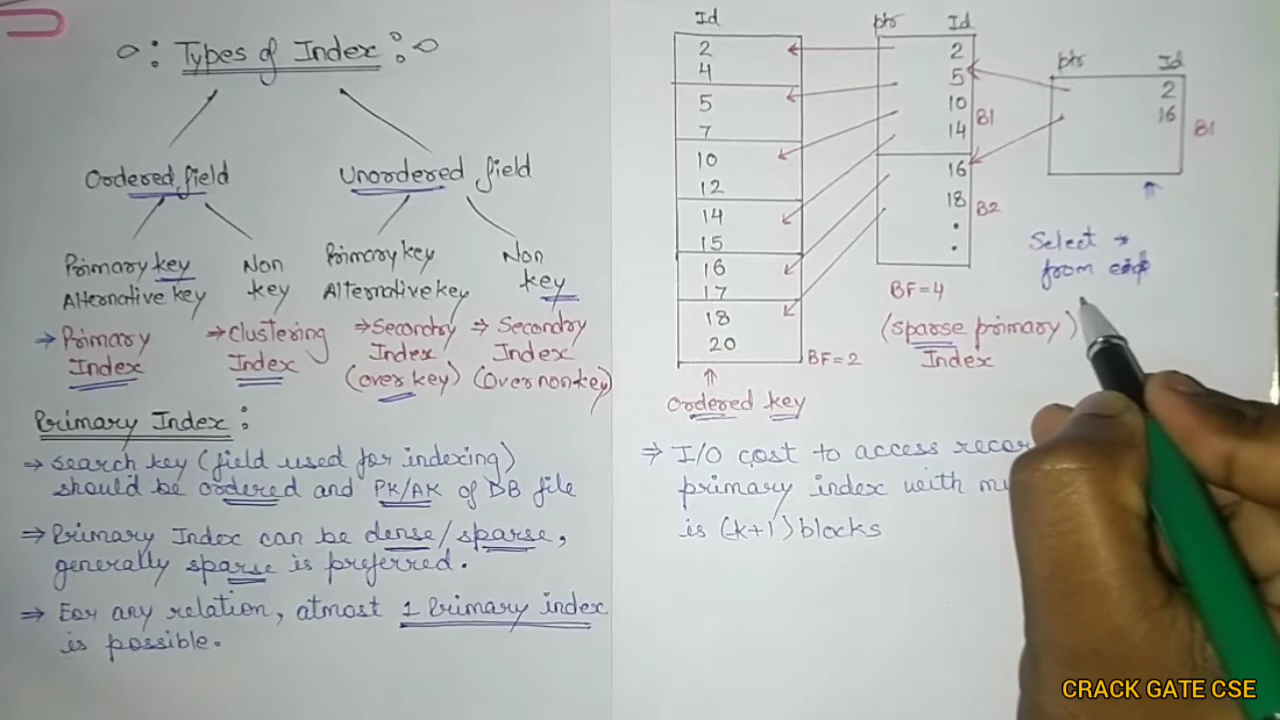 Types of Index
Ordered field
Unordered field
Primary key
Alternative key
Non
key
Primary key
Alternative key
Non
key
→ Primary
Index
⇒ Clustering
Index
⇒ Secondry
Index
(over key)
⇒ Secondry
Index
(Over nonkey)
Primary Index :
⇒ Search key (field used for indexing)
should be ordered and PK/AK of DB file
⇒ Primary Index can be dense/sparse,
generally sparse is preferred.
⇒ For any relation, atmost 1 Primary index
is possible.
Id
2
4
5
7
10
12
14
15
16
17
18
20
BF=2
Ordered key
ptr Id
2
5
10
14
B1
16
18
B2
BF=4
(sparse primary)
Index
ptr Id
2
16
B1
Select *
from
⇒ I/O cost to access
primary index with
is (k+1) blocks
CRACK GATE CSE